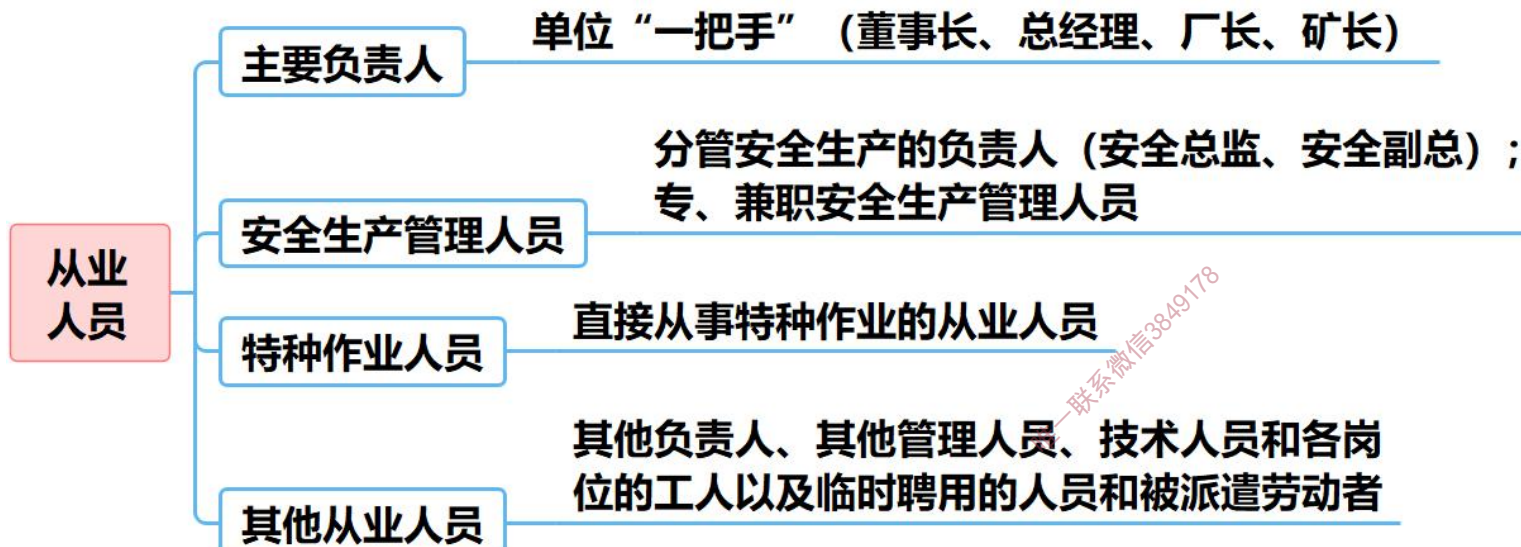 单位“一把手”（董事长、总经理、厂长、矿长）
主要负责人
分管安全生产的负责人（安全总监、安全副总）；
专、兼职安全生产管理人员
安全生产管理人员
从业
人员
直接从事特种作业的从业人员
特种作业人员
其他负责人、其他管理人员、技术人员和各岗
位的工人以及临时聘用的人员和被派遣劳动者
其他从业人员
一联系微信3849178